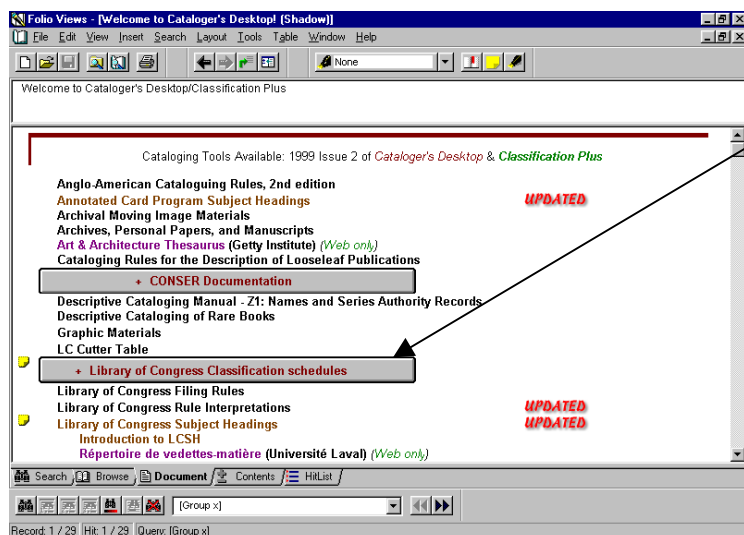 Folio Views - [Welcome to Cataloger's Desktop! (Shadow)]
File Edit View Insert Search Layout Tools Table Window Help
None
Welcome to Cataloger's Desktop/Classification Plus
Cataloging Tools Available: 1999 Issue 2 of Cataloger's Desktop & Classification Plus
Anglo-American Cataloguing Rules, 2nd edition
Annotated Card Program Subject Headings UPDATED
Archival Moving Image Materials
Archives, Personal Papers, and Manuscripts
Art & Architecture Thesaurus (Getty Institute) (Web only)
Cataloging Rules for the Description of Looseleaf Publications
+ CONSER Documentation
Descriptive Cataloging Manual - Z1: Names and Series Authority Records
Descriptive Cataloging of Rare Books
Graphic Materials
LC Cutter Table
+ Library of Congress Classification schedules
Library of Congress Filing Rules
Library of Congress Rule Interpretations UPDATED
Library of Congress Subject Headings UPDATED
Introduction to LCSH
Répertoire de vedettes-matière (Université Laval) (Web only)
Search Browse Document Contents HitList
[Group x]
Record: 1 / 29 Hit: 1 / 29 Query: [Group x]